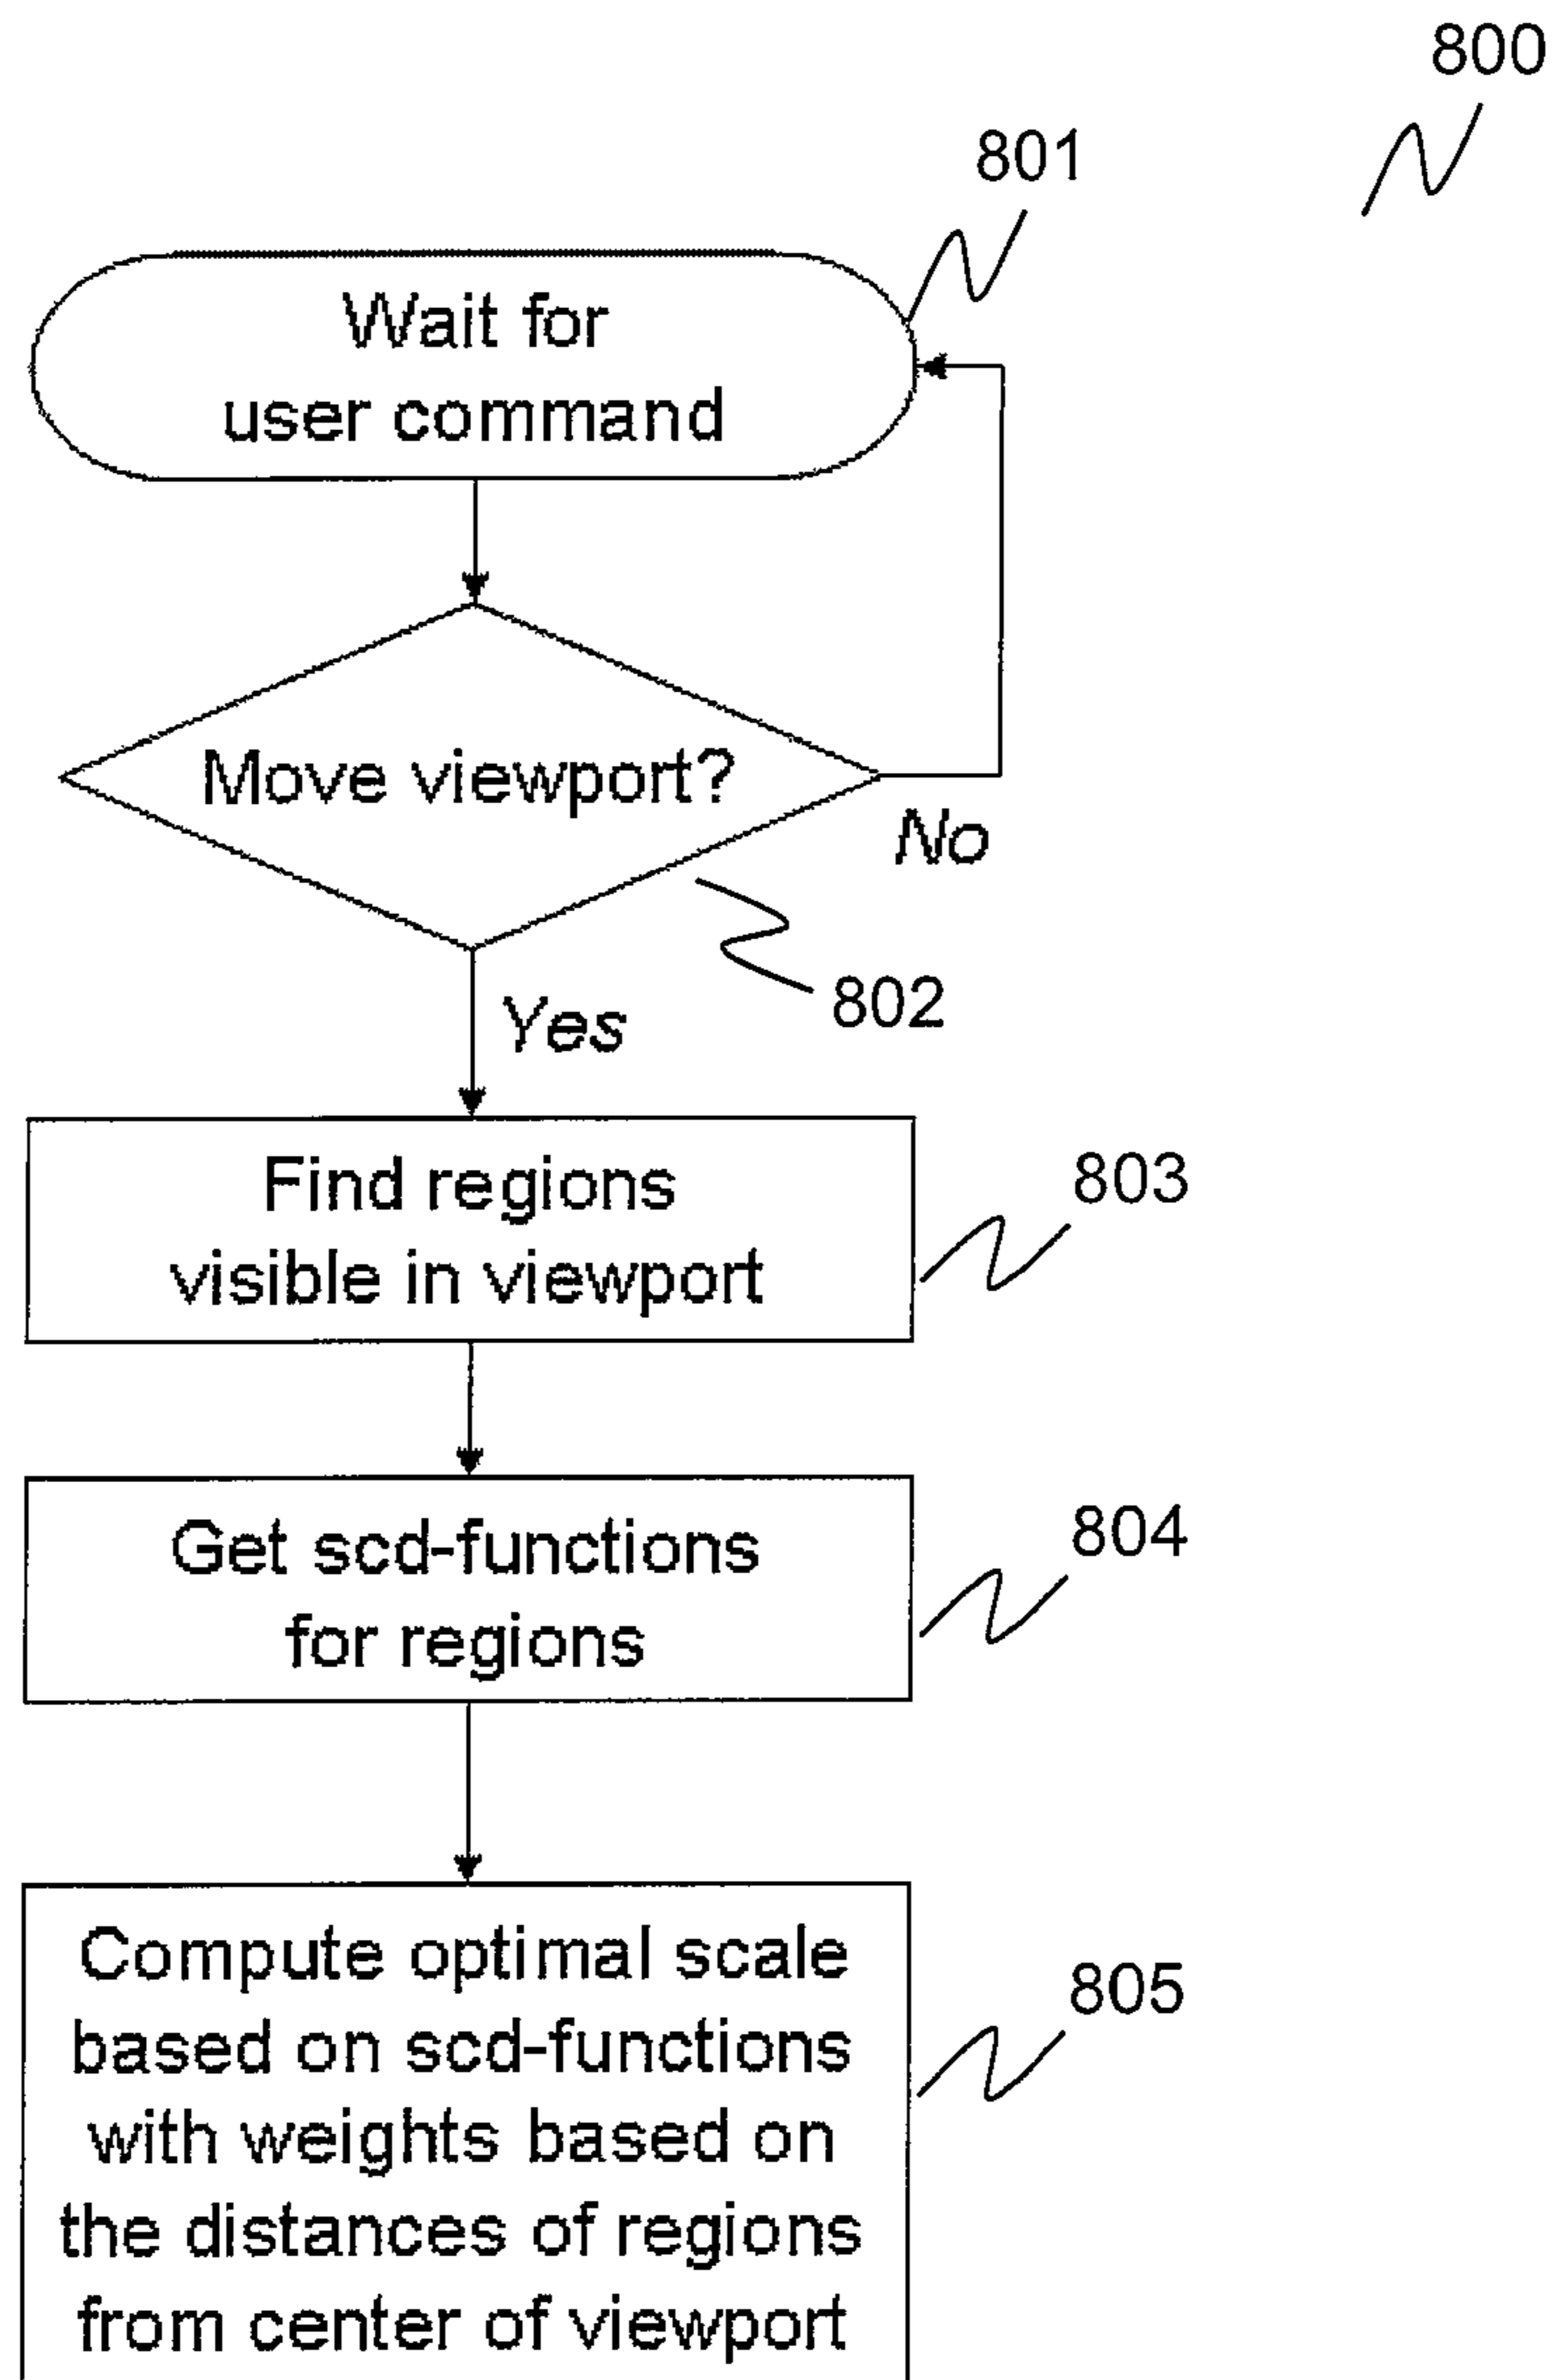 800
801
Wait for
user command
Move viewport?
No
802
Yes
Find regions
visible in viewport
803
Get scd-functions
for regions
804
Compute optimal scale
based on scd-functions
with weights based on
the distances of regions
from center of viewport
805